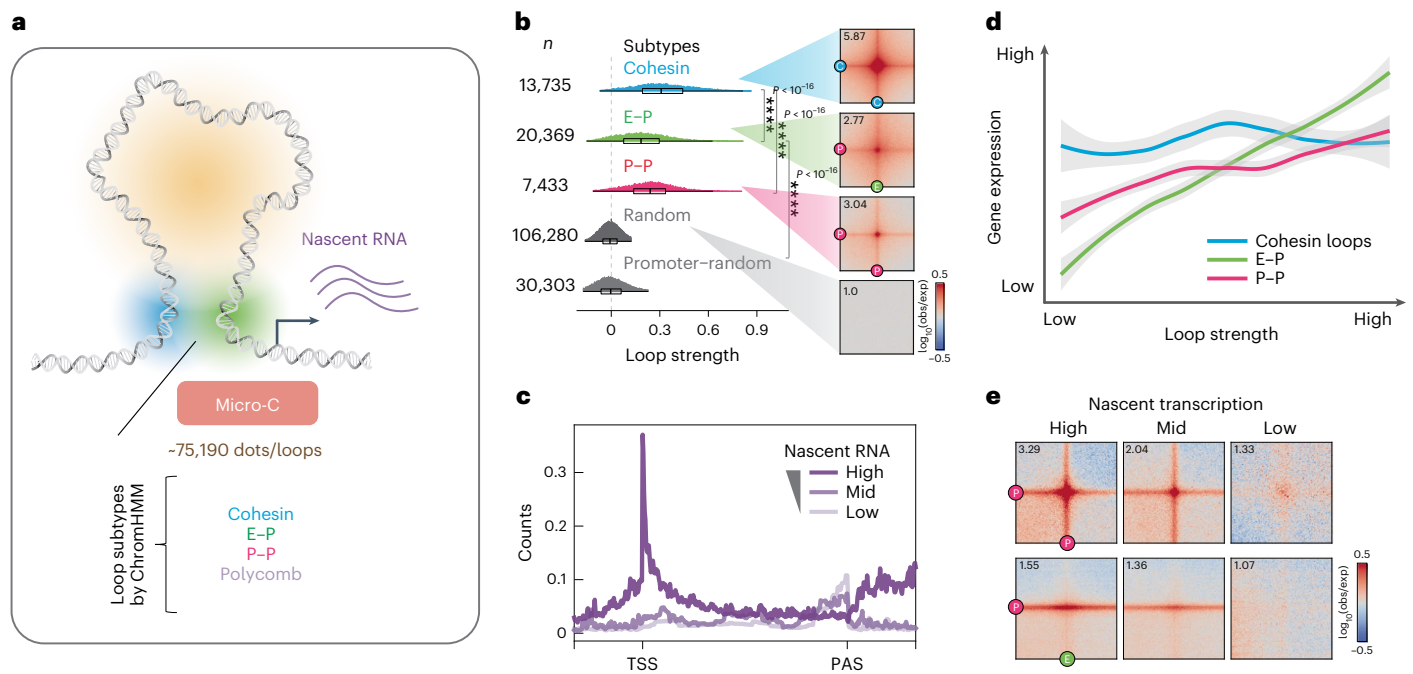 a
Nascent RNA
Micro-C
~75,190 dots/loops
Loop subtypes
by ChromHMM
Cohesin
E–P
P–P
Polycomb
b
n
Subtypes
Cohesin
13,735
E–P
20,369
P–P
7,433
Random
106,280
Promoter–random
30,303
0
0.3
0.6
0.9
Loop strength
P < 10⁻¹⁶
****
P < 10⁻¹⁶
****
P < 10⁻¹⁶
****
5.87
C
C
2.77
P
E
3.04
P
P
1.0
0.5
log₁₀(obs/exp)
–0.5
c
Counts
0.3
0.2
0.1
0
TSS
PAS
Nascent RNA
High
Mid
Low
d
High
Gene expression
Low
Cohesin loops
E–P
P–P
Low
High
Loop strength
e
Nascent transcription
High
Mid
Low
3.29
2.04
1.33
P
P
1.55
1.36
1.07
P
E
0.5
log₁₀(obs/exp)
–0.5